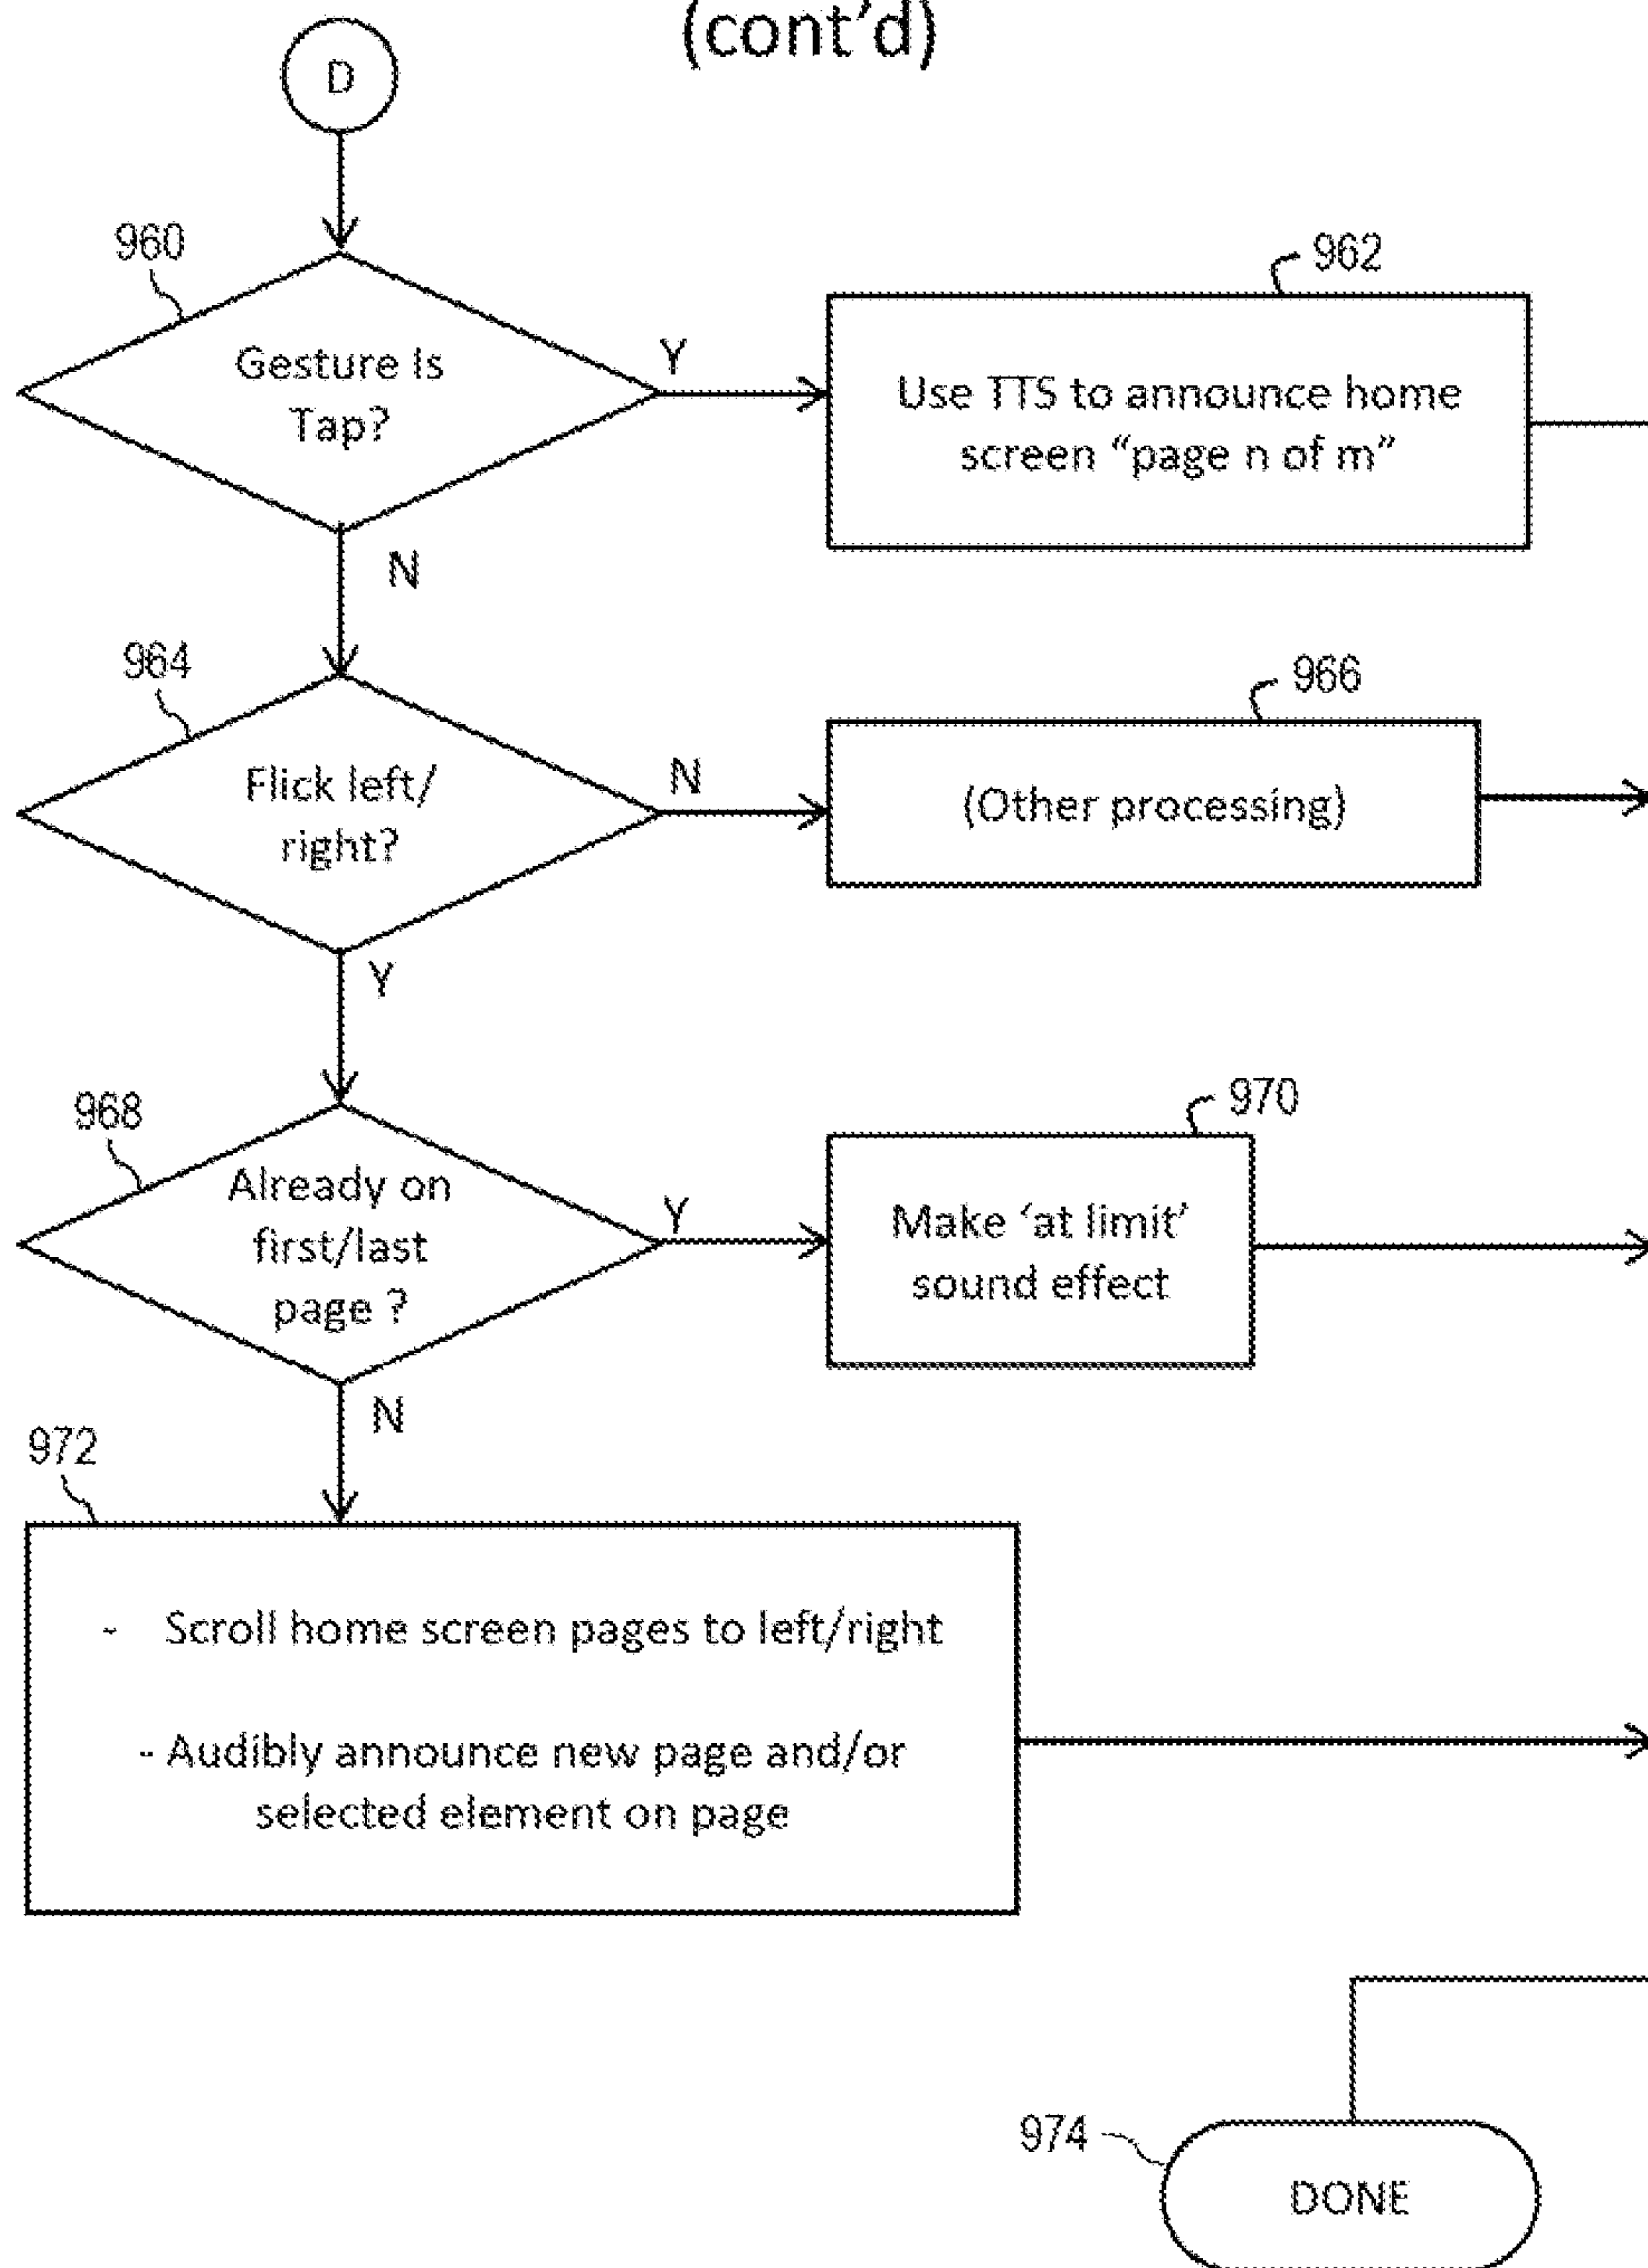 (cont'd)
D
960
Gesture Is
Tap?
Y
N
962
Use TTS to announce home
screen “page n of m”
964
Flick left/
right?
N
Y
966
(Other processing)
968
Already on
first/last
page ?
Y
N
970
Make ‘at limit’
sound effect
972
- Scroll home screen pages to left/right
- Audibly announce new page and/or
selected element on page
974
DONE